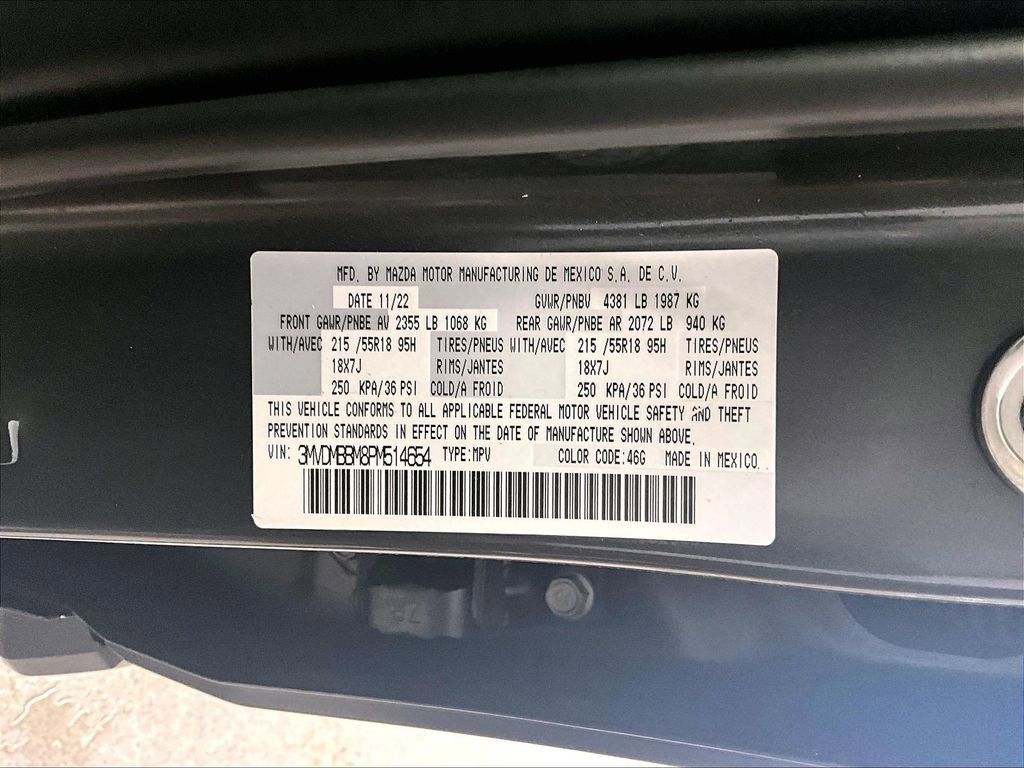 MFD. BY MAZDA MOTOR MANUFACTURING DE MEXICO S.A. DE C.V.
DATE 11/22 GVWR/PNBV 4381 LB 1987 KG
FRONT GAWR/PNBE AV 2355 LB 1068 KG REAR GAWR/PNBE AR 2072 LB 940 KG
WITH/AVEC 215 /55R18 95H TIRES/PNEUS WITH/AVEC 215 /55R18 95H TIRES/PNEUS
18X7J RIMS/JANTES 18X7J RIMS/JANTES
250 KPA/36 PSI COLD/A FROID 250 KPA/36 PSI COLD/A FROID
THIS VEHICLE CONFORMS TO ALL APPLICABLE FEDERAL MOTOR VEHICLE SAFETY AND THEFT
PREVENTION STANDARDS IN EFFECT ON THE DATE OF MANUFACTURE SHOWN ABOVE.
VIN: 3MVDMBBM8PM514654 TYPE:MPV COLOR CODE:46G MADE IN MEXICO.